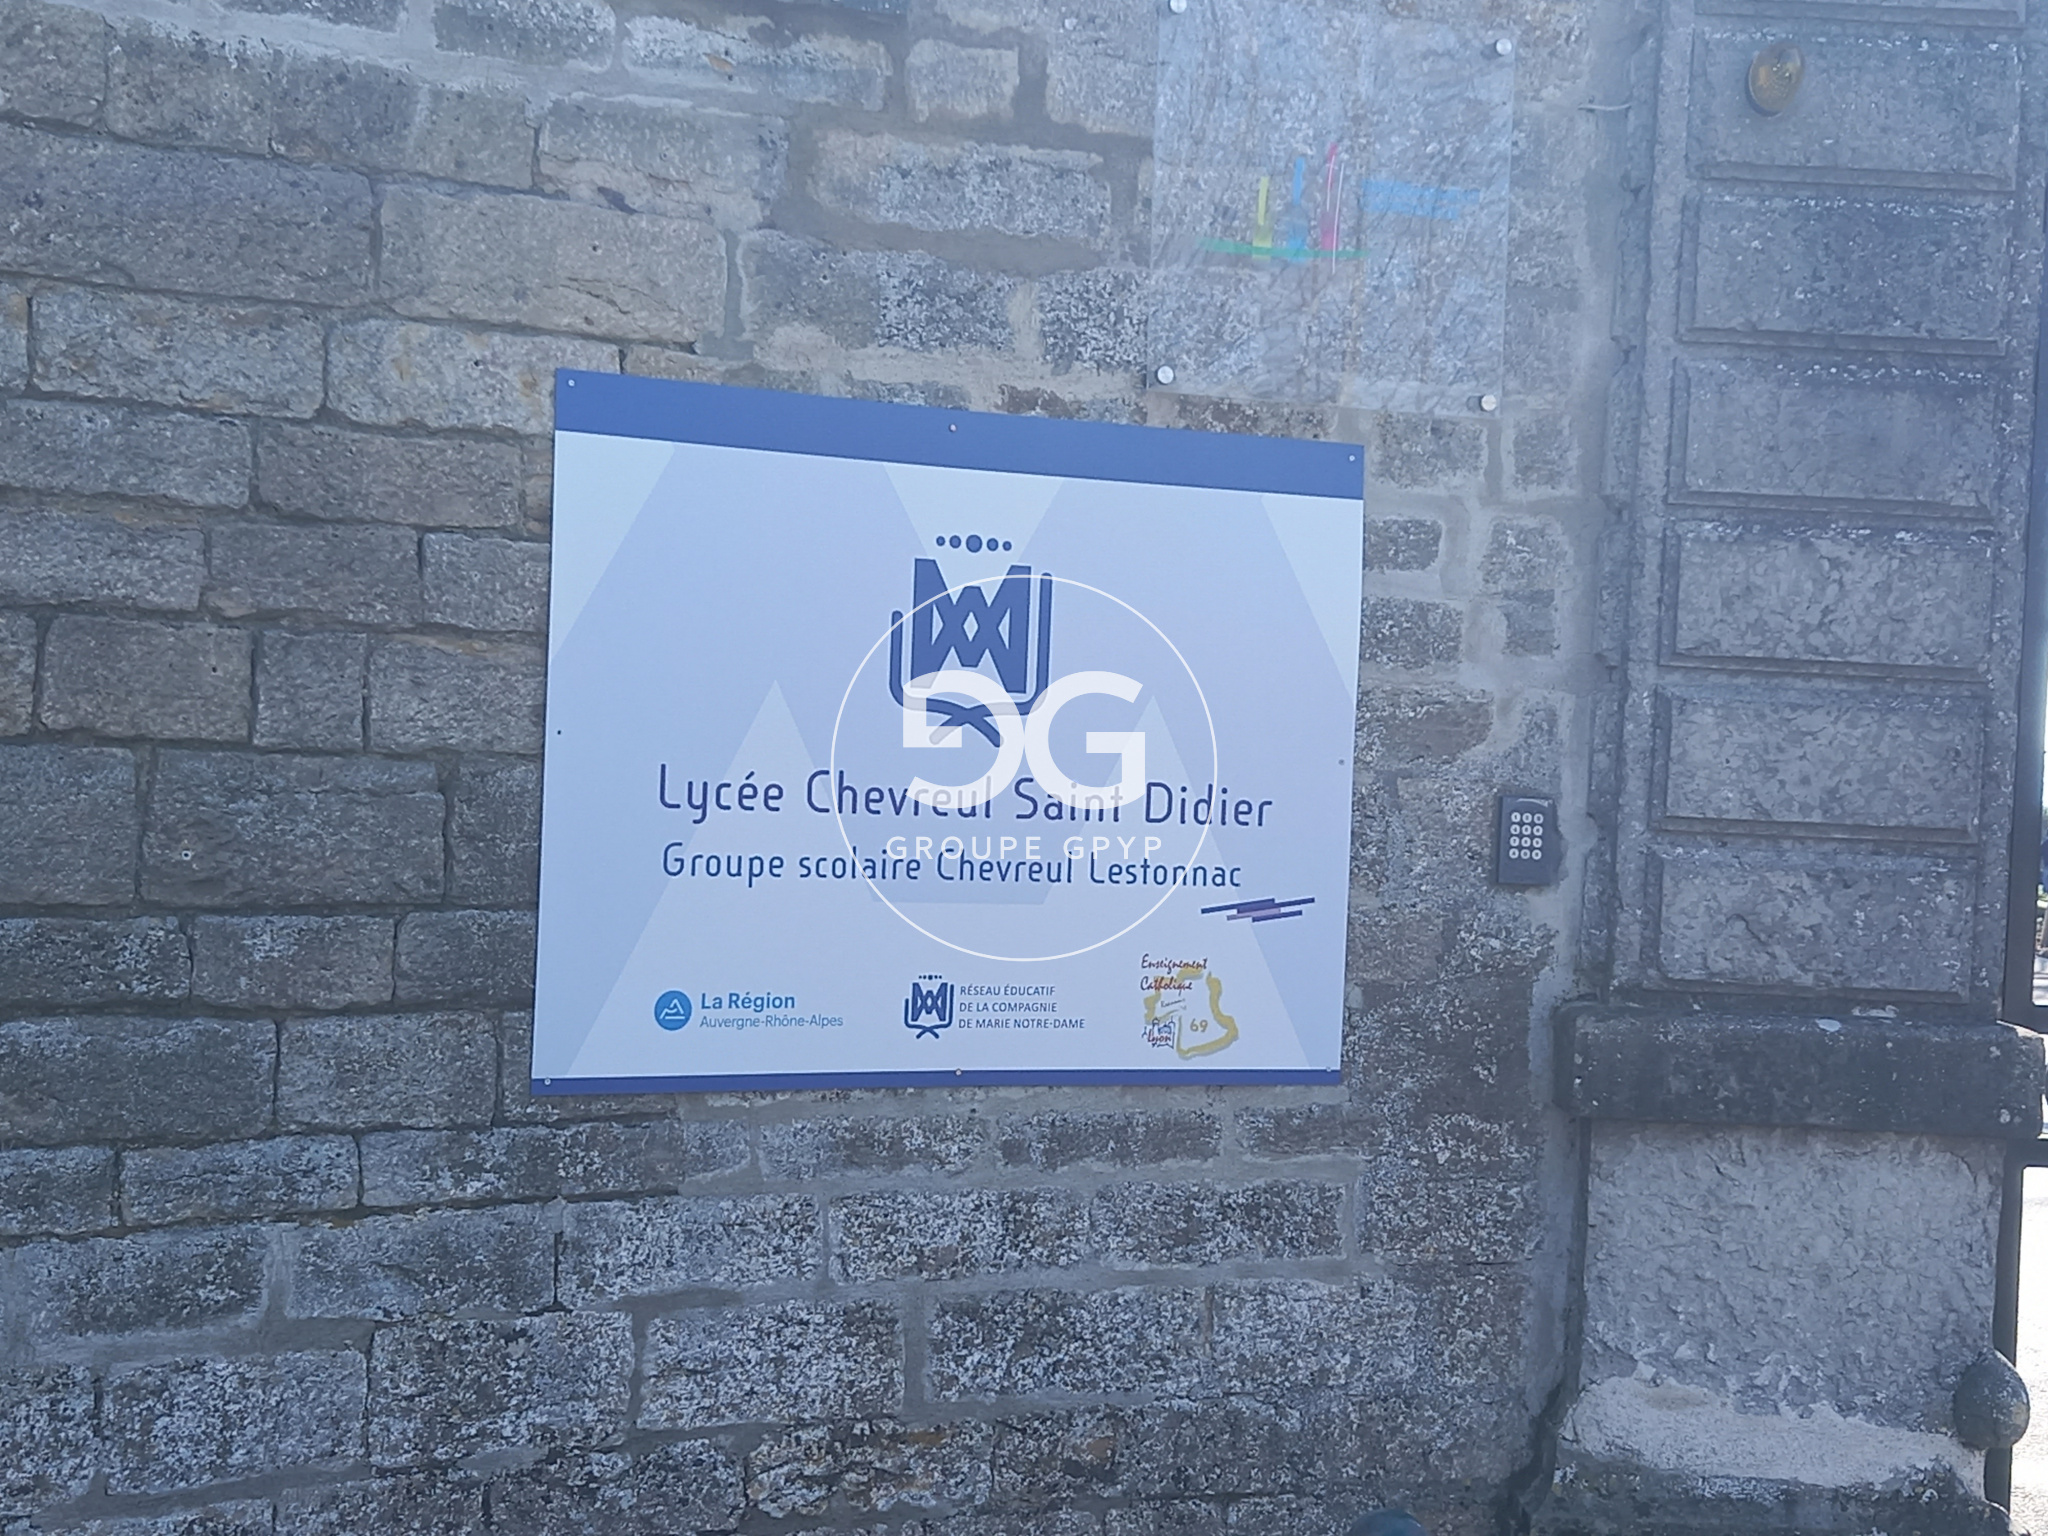 Lycée Chevreul Saint Didier
GROUPE GPYP
Groupe scolaire Chevreul Lestonnac
La Région
Auvergne-Rhône-Alpes
RÉSEAU ÉDUCATIF
DE LA COMPAGNIE
DE MARIE NOTRE-DAME
Enseignement
Catholique
69
Lyon